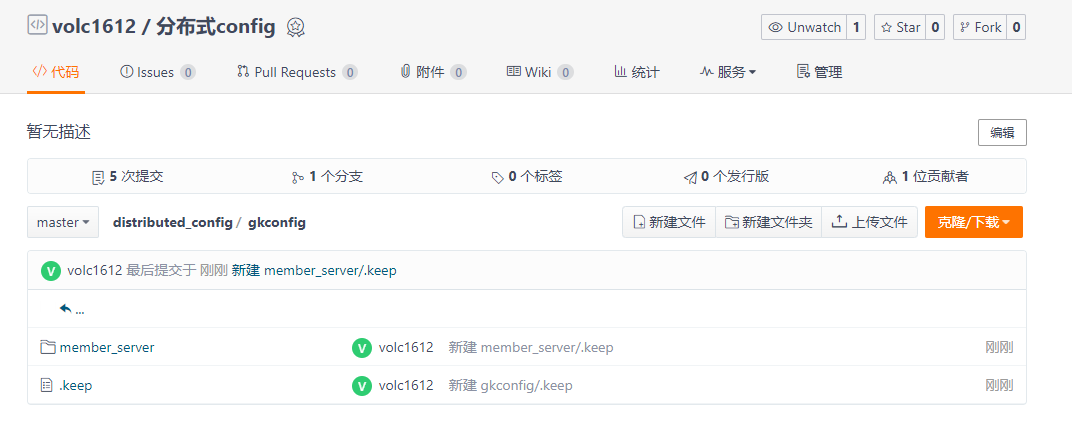 volc1612 / 分布式config
Unwatch 1 Star 0 Fork 0
代码 Issues 0 Pull Requests 0 附件 0 Wiki 0 统计 服务 管理
暂无描述 编辑
5 次提交 1 个分支 0 个标签 0 个发行版 1 位贡献者
master distributed_config / gkconfig 新建文件 新建文件夹 上传文件 克隆/下载
V volc1612 最后提交于 刚刚 新建 member_server/.keep
...
member_server V volc1612 新建 member_server/.keep 刚刚
.keep V volc1612 新建 gkconfig/.keep 刚刚